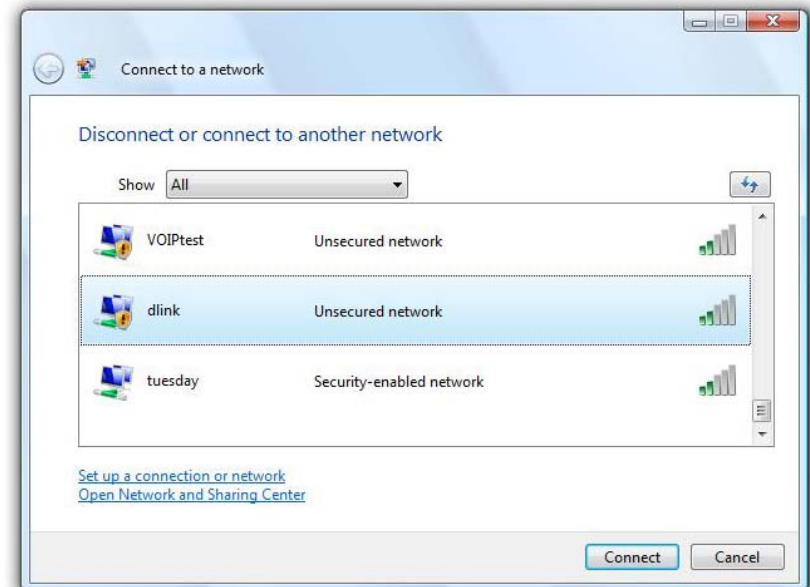 Connect to a network
Disconnect or connect to another network
Show All
VOIPtest Unsecured network
dlink Unsecured network
tuesday Security-enabled network
Set up a connection or network
Open Network and Sharing Center
Connect Cancel